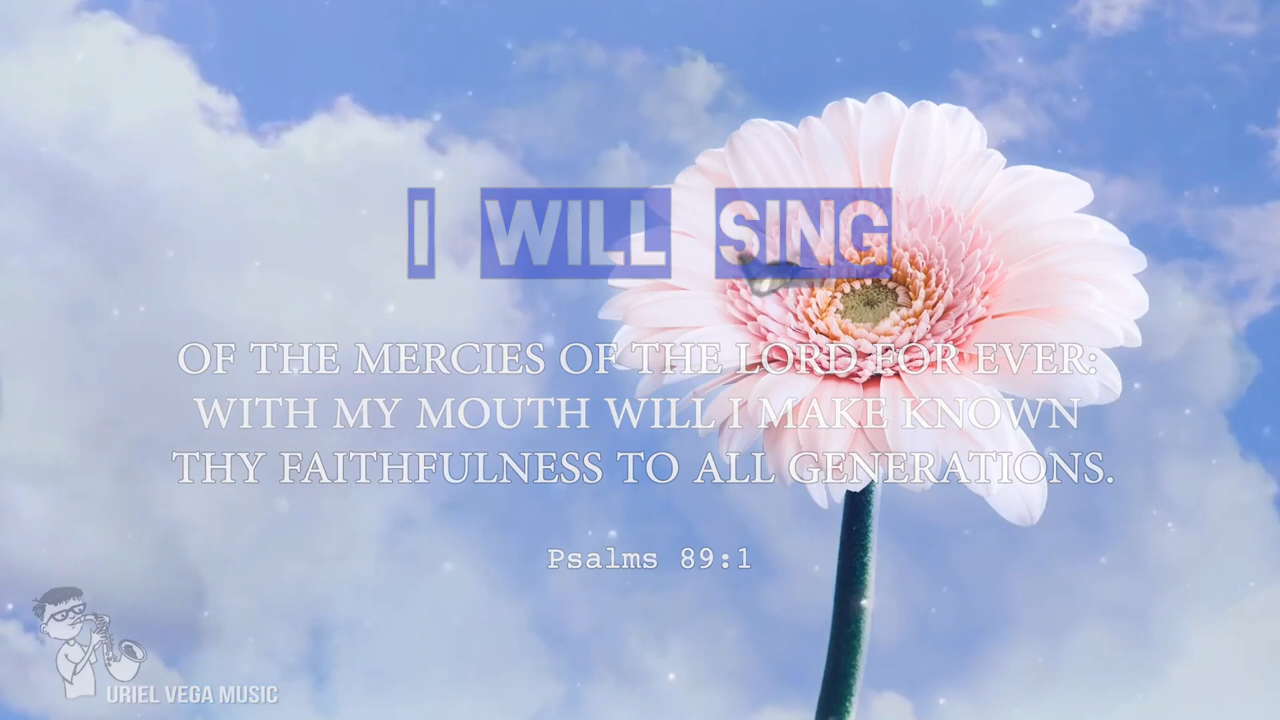 I WILL SING
OF THE MERCIES OF THE LORD FOR EVER:
WITH MY MOUTH WILL I MAKE KNOWN
THY FAITHFULNESS TO ALL GENERATIONS.
Psalms 89:1
URIEL VEGA MUSIC